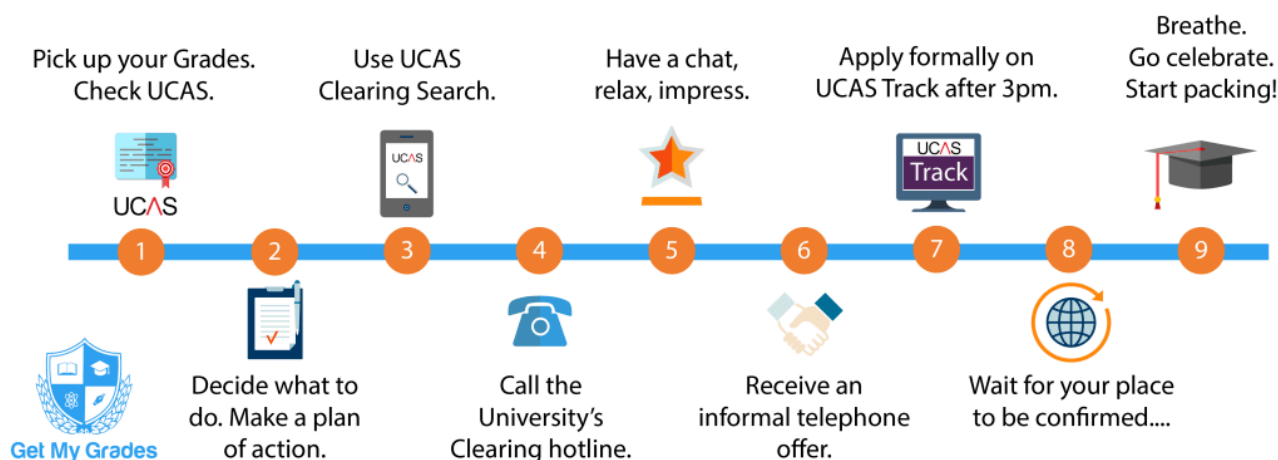 Pick up your Grades.
Check UCAS.
UCAS
1
Decide what to
do. Make a plan
of action.
2
Use UCAS
Clearing Search.
UCAS
3
Call the
University's
Clearing hotline.
4
Have a chat,
relax, impress.
5
Receive an
informal telephone
offer.
6
Apply formally on
UCAS Track after 3pm.
UCAS
Track
7
Wait for your place
to be confirmed....
8
Breathe.
Go celebrate.
Start packing!
9
Get My Grades